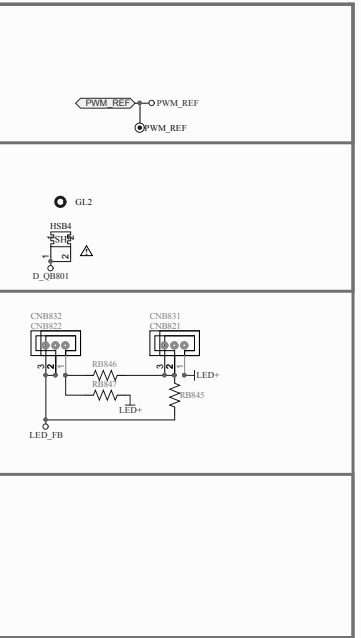 PWM_REF PWM_REF
PWM_REF
GL2
HSB4
SH
1 2
D_QB801
CNB832 CNB831
CNB822 CNB821
3 2 1 3 2 1
RB846 LED+
RB847 RB845
LED+
LED_FB